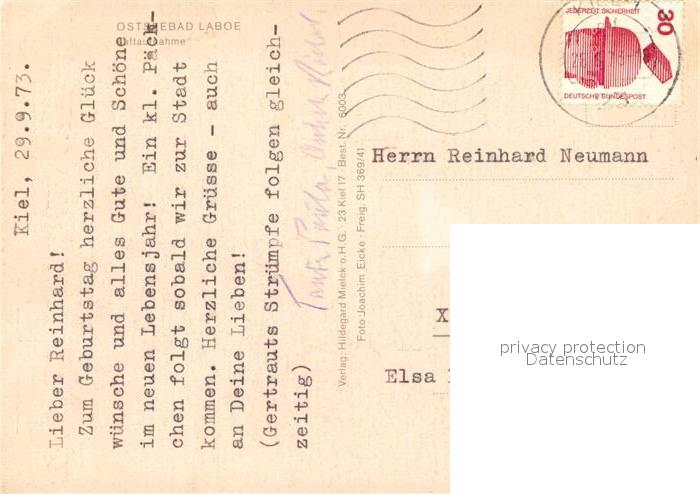 OSTSEEBAD LABOE
Luftaufnahme
Kiel, 29.9.73.
Lieber Reinhard!
Zum Geburtstag herzliche Glück
wünsche und alles Gute und Schöne
im neuen Lebensjahr! Ein kl. Päck-
chen folgt sobald wir zur Stadt
kommen. Herzliche Grüsse - auch
an Deine Lieben!
(Gertrauts Strümpfe folgen gleich-
zeitig)
Tante Paula,
Verlag: Hildegard Mielck o.H.G. 23 Kiel 17 Best. Nr. 6003
Foto Joachim Eicke · Freig. SH 369/41
JEDERZEIT SICHERHEIT
30
DEUTSCHE BUNDESPOST
Herrn Reinhard Neumann
X
Elsa
privacy protection
Datenschutz